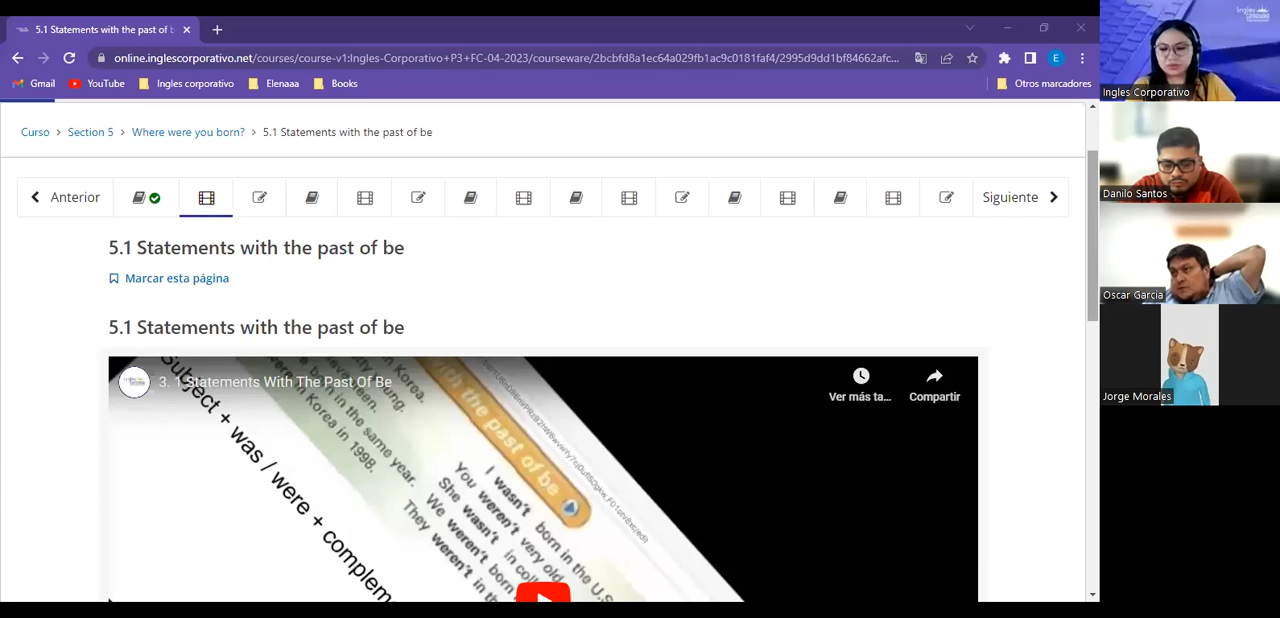 5.1 Statements with the past of b
online.inglescorporativo.net/courses/course-v1:Ingles-Corporativo+P3+FC-04-2023/courseware/2bcbfd8a1ec64a029fb1ac9c0181faf4/2995d9dd1bf84662afc...
E
Gmail
YouTube
Ingles corporativo
Elenaaa
Books
Otros marcadores
Curso > Section 5 > Where were you born? > 5.1 Statements with the past of be
Anterior
Siguiente
5.1 Statements with the past of be
Marcar esta página
5.1 Statements with the past of be
3. 1 Statements With The Past Of Be
Ver más ta...
Compartir
Korea.
young.
born in the same year.
Korea in 1998.
Subject + was / were + complem
with the past of be
I wasn't born in the U.S
You weren't very old
She wasn't in coll
We weren't born
They weren't in the
Ingles
Ingles Corporativo
Danilo Santos
Oscar Garcia
Jorge Morales